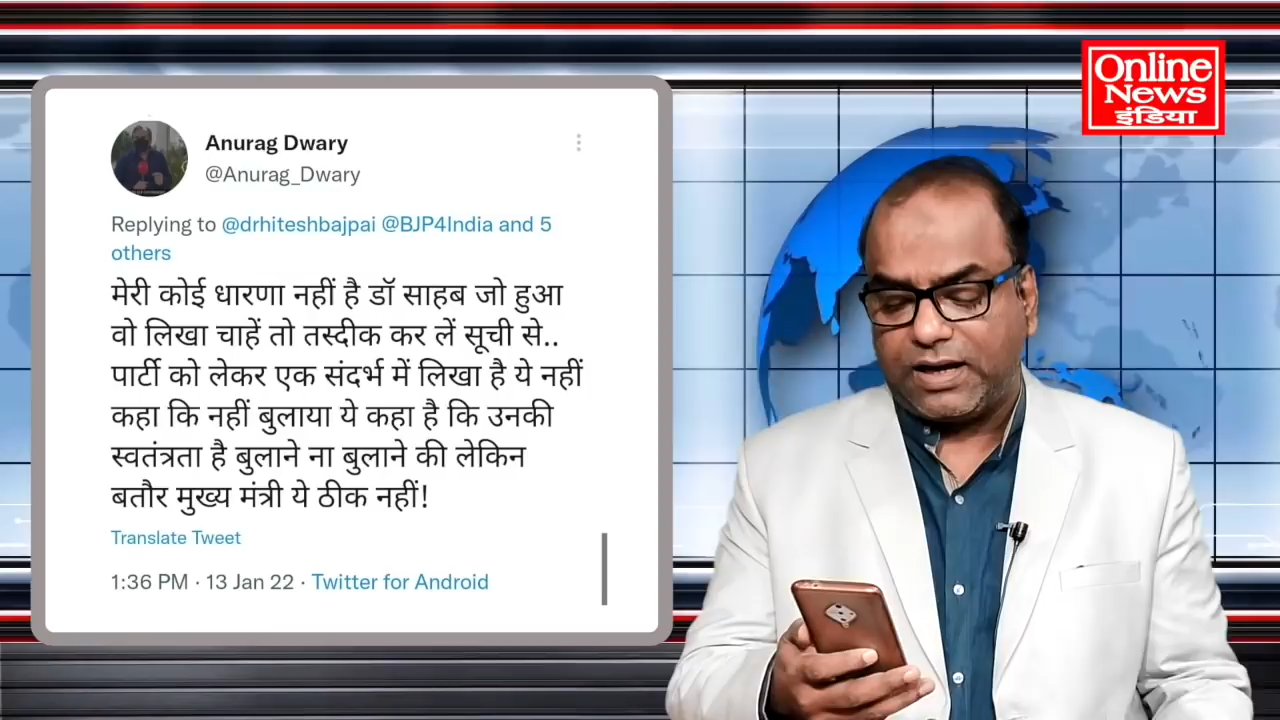 Online
News
इंडिया
Anurag Dwary
@Anurag_Dwary
Replying to @drhiteshbajpai @BJP4India and 5
others
मेरी कोई धारणा नहीं है डॉ साहब जो हुआ
वो लिखा चाहें तो तस्दीक कर लें सूची से..
पार्टी को लेकर एक संदर्भ में लिखा है ये नहीं
कहा कि नहीं बुलाया ये कहा है कि उनकी
स्वतंत्रता है बुलाने ना बुलाने की लेकिन
बतौर मुख्य मंत्री ये ठीक नहीं!
Translate Tweet
1:36 PM · 13 Jan 22 · Twitter for Android